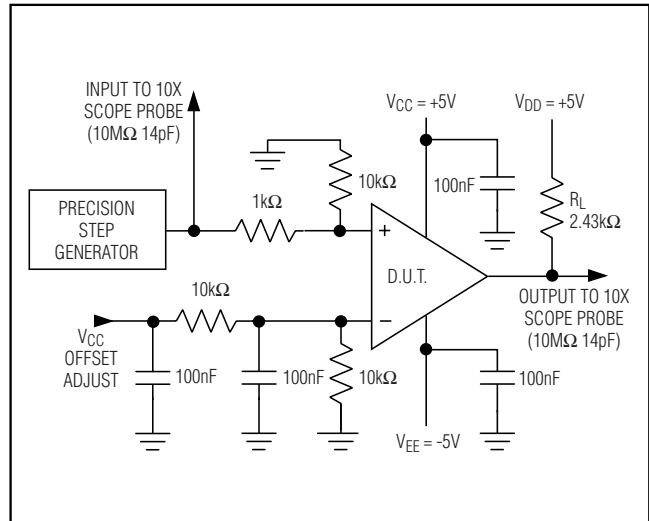 INPUT TO 10X
SCOPE PROBE
(10MΩ 14pF)
VCC = +5V
VDD = +5V
10kΩ
100nF
RL
2.43kΩ
1kΩ
PRECISION
STEP
GENERATOR
+
D.U.T.
10kΩ
−
OUTPUT TO 10X
SCOPE PROBE
(10MΩ 14pF)
VCC
OFFSET
ADJUST
100nF
100nF
10kΩ
100nF
VEE = -5V